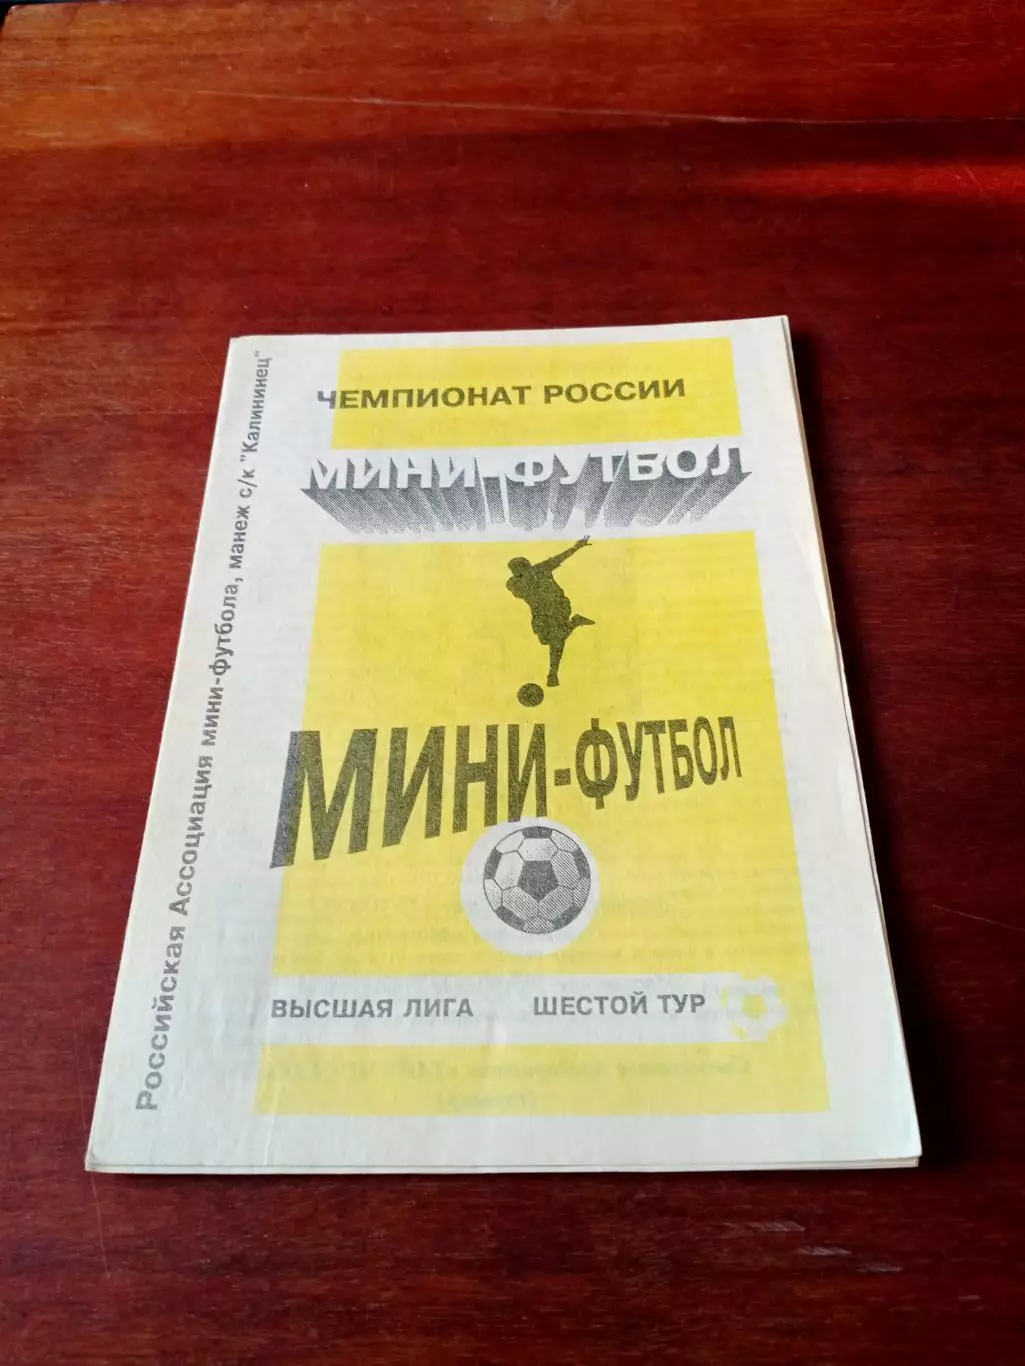 Российская Ассоциация мини-футбола, манеж с/к "Калининец"
ЧЕМПИОНАТ РОССИИ
МИНИ-ФУТБОЛ
МИНИ-ФУТБОЛ
ВЫСШАЯ ЛИГА ШЕСТОЙ ТУР